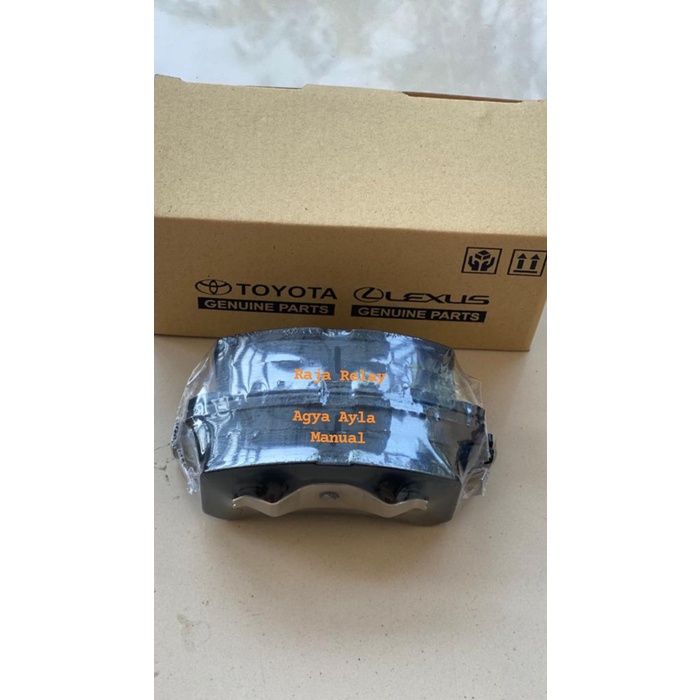 TOYOTA
GENUINE PARTS
LEXUS
GENUINE PARTS
Raja Relay
Agya Ayla
Manual